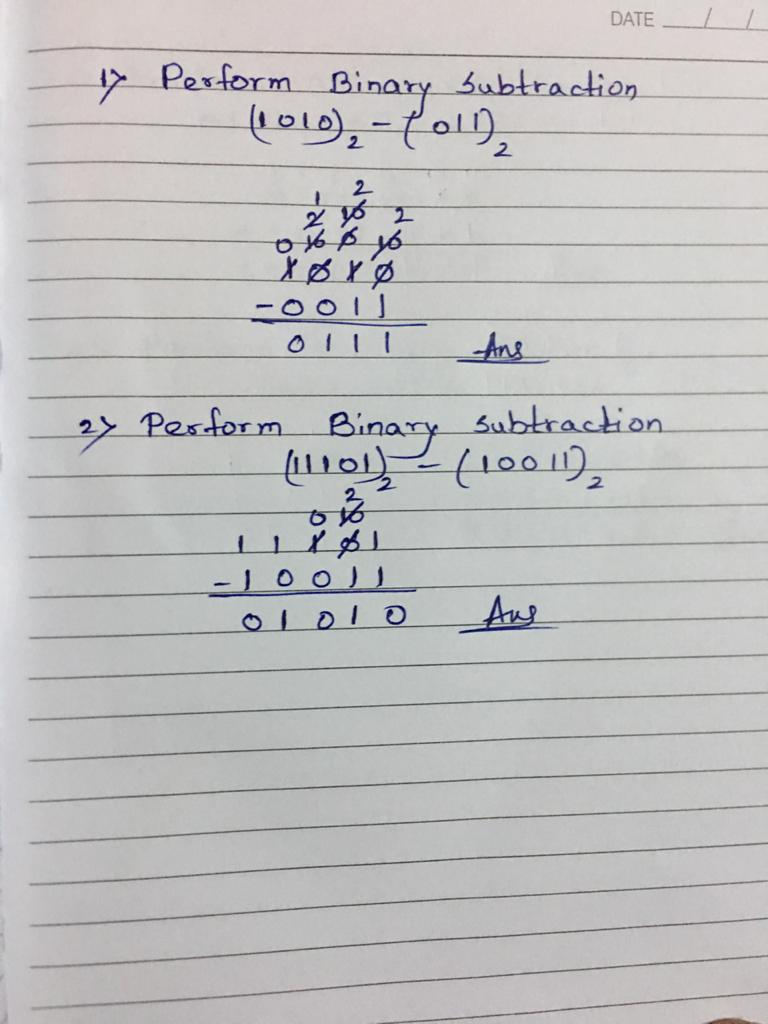 DATE __ / /
1> Perform Binary Subtraction
(1010)₂ - (011)₂
1 2
2 10 2
0 10 0 10
1 0 1 0
- 0 0 1 1
0 1 1 1 Ans
2> Perform Binary Subtraction
(11101)₂ - (10011)₂
2
0 10
1 1 1 0 1
- 1 0 0 1 1
0 1 0 1 0 Ans